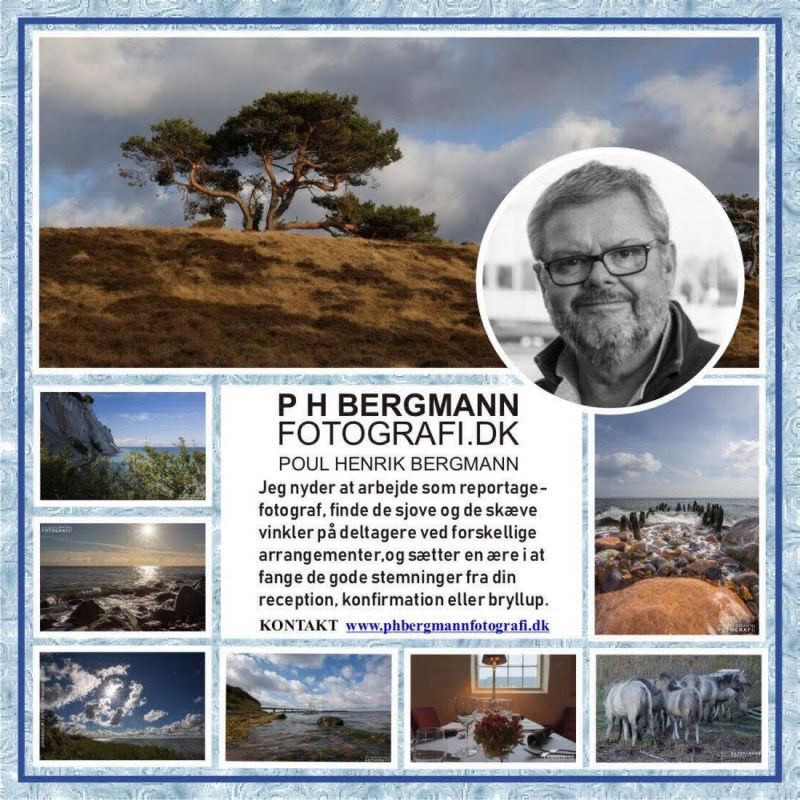 P H BERGMANN
FOTOGRAFI.DK
POUL HENRIK BERGMANN
Jeg nyder at arbejde som reportage-
fotograf, finde de sjove og de skæve
vinkler på deltagere ved forskellige
arrangementer,og sætter en ære i at
fange de gode stemninger fra din
reception, konfirmation eller bryllup.
KONTAKT www.phbergmannfotografi.dk
FOTOGRAFI
FOTOGRAFI